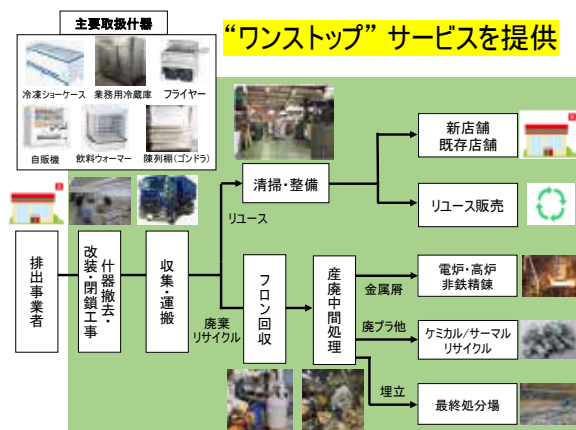 主要取扱什器
“ワンストップ” サービスを提供
冷凍ショーケース
業務用冷蔵庫
フライヤー
自販機
飲料ウォーマー
陳列棚(ゴンドラ)
排出事業者
什器撤去・
改装・閉鎖工事
収集・運搬
リユース
清掃・整備
新店舗
既存店舗
リユース販売
廃棄
リサイクル
フロン回収
産廃中間処理
金属屑
電炉・高炉
非鉄精錬
廃プラ他
ケミカル/サーマル
リサイクル
埋立
最終処分場